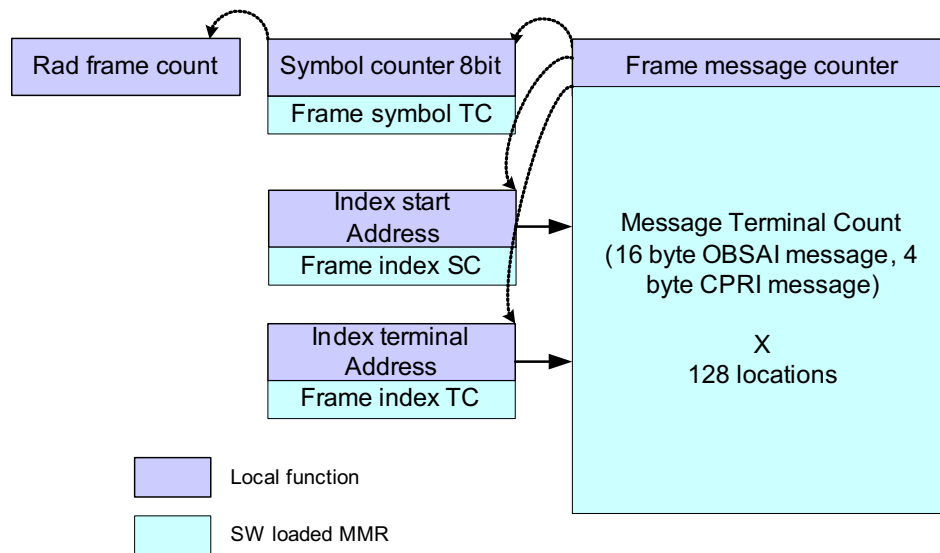 Rad frame count
Symbol counter 8bit
Frame symbol TC
Frame message counter
Index start
Address
Frame index SC
Index terminal
Address
Frame index TC
Message Terminal Count
(16 byte OBSAI message, 4
byte CPRI message)
X
128 locations
Local function
SW loaded MMR